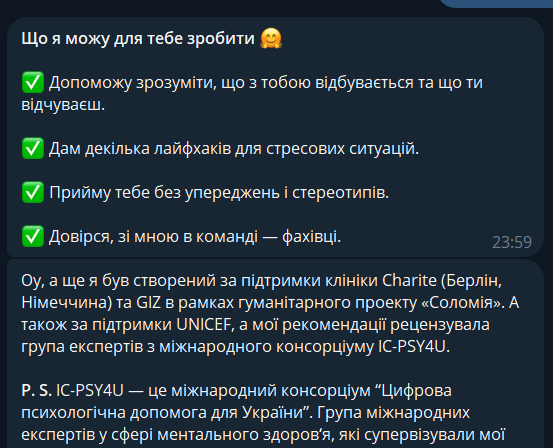 Що я можу для тебе зробити 🤗
✅ Допоможу зрозуміти, що з тобою відбувається та що ти
відчуваєш.
✅ Дам декілька лайфхаків для стресових ситуацій.
✅ Прийму тебе без упереджень і стереотипів.
✅ Довірся, зі мною в команді — фахівці.
23:59
Оу, а ще я був створений за підтримки клініки Charite (Берлін,
Німеччина) та GIZ в рамках гуманітарного проекту «Соломія». А
також за підтримки UNICEF, а мої рекомендації рецензувала
група експертів з міжнародного консорціуму IC-PSY4U.
P. S. IC-PSY4U — це міжнародний консорціум “Цифрова
психологічна допомога для України”. Група міжнародних
експертів у сфері ментального здоров’я, які супервізували мої